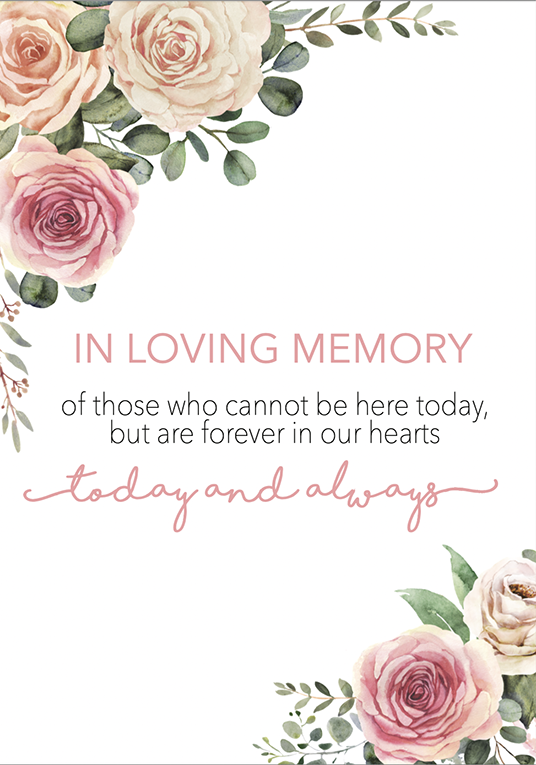 IN LOVING MEMORY
of those who cannot be here today,
but are forever in our hearts
today and always